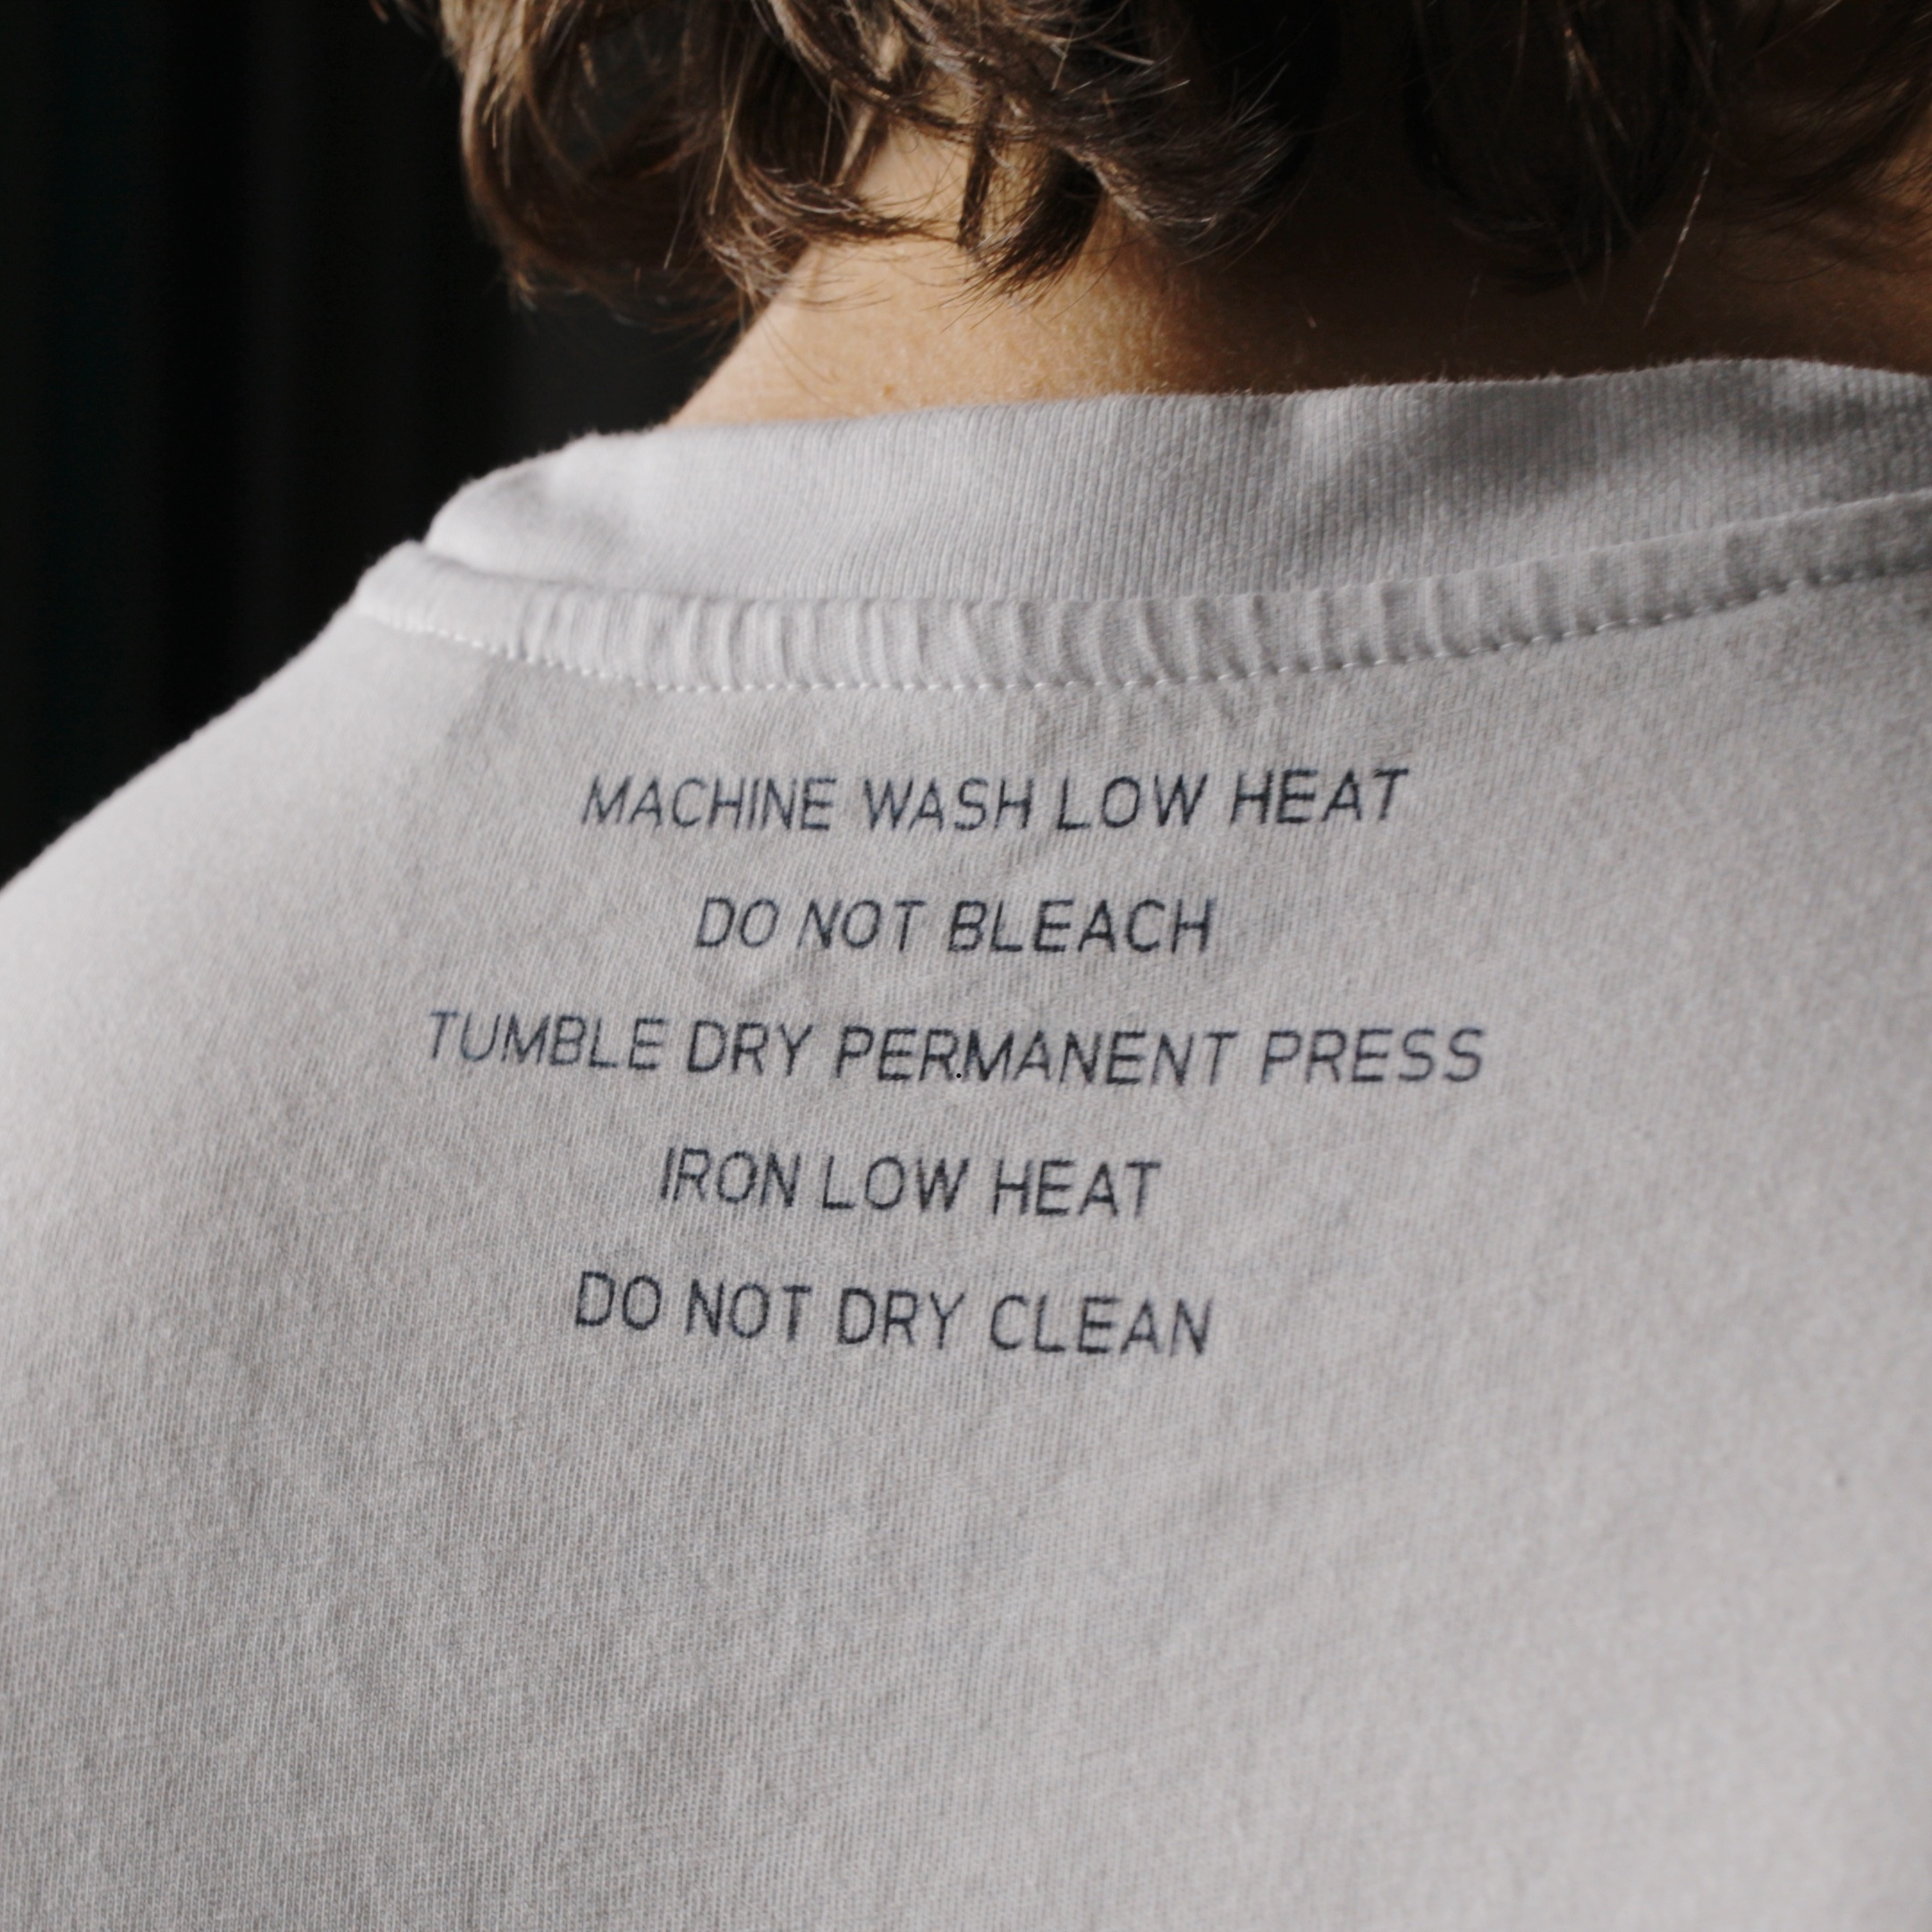 MACHINE WASH LOW HEAT
DO NOT BLEACH
TUMBLE DRY PERMANENT PRESS
IRON LOW HEAT
DO NOT DRY CLEAN